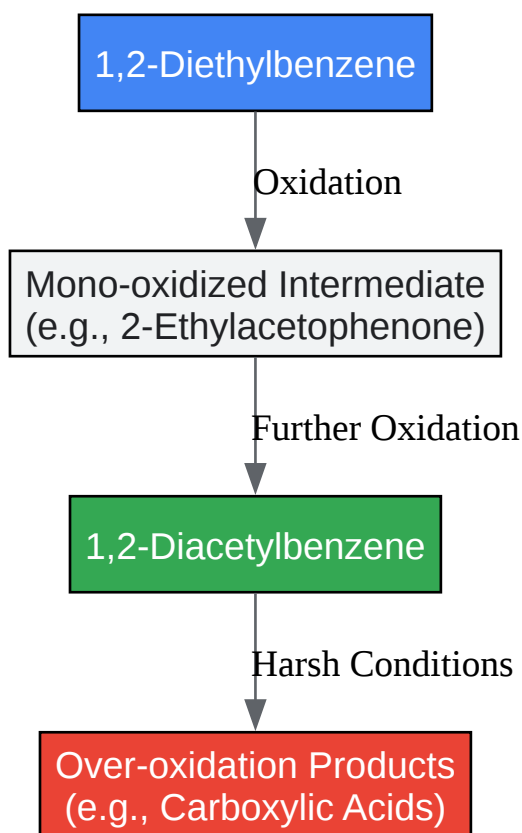 1,2-Diethylbenzene
Oxidation
Mono-oxidized Intermediate
(e.g., 2-Ethylacetophenone)
Further Oxidation
1,2-Diacetylbenzene
Harsh Conditions
Over-oxidation Products
(e.g., Carboxylic Acids)